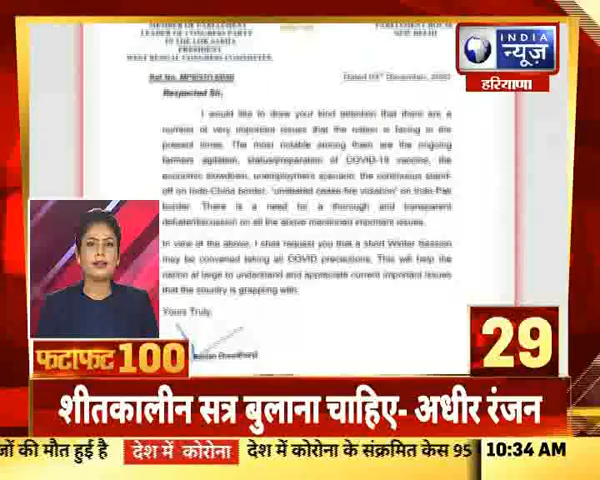 MEMBER OF PARLIAMENT
LEADER OF CONGRESS PARTY
IN THE LOK SABHA
PRESIDENT
WEST BENGAL CONGRESS COMMITTEE
PARLIAMENT HOUSE
NEW DELHI
INDIA
न्यूज़
हरियाणा
Respected Sir,
I would like to draw your kind attention that there are a
number of very important issues that the nation is facing in the
present times. The most notable among them are the ongoing
farmers agitation, status/preparation of COVID-19 vaccine, the
economic slowdown, unemployment scenario, the continuous stand-
off on Indo-China border, 'unabated cease-fire violation' on Indo-Pak
border. There is a need for a thorough and transparent
debate/discussion on all the above mentioned important issues.
In view of the above, I shall request you that a short Winter Session
may be convened taking all COVID precautions. This will help the
nation at large to understand and appreciate current important issues
that the country is grappling with.
Yours Truly,
फटाफट 100
29
शीतकालीन सत्र बुलाना चाहिए- अधीर रंजन
जों की मौत हुई है देश में कोरोना देश में कोरोना के संक्रमित केस 95 10:34 AM